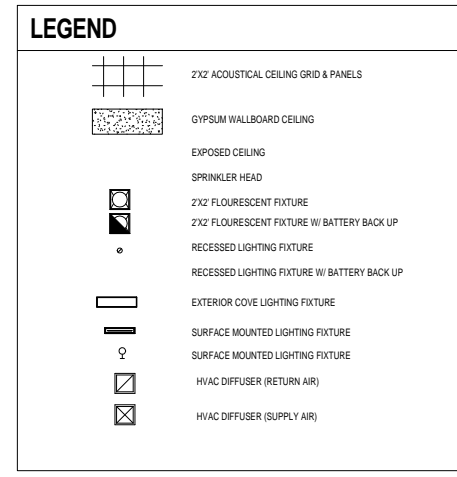 LEGEND
2'X2' ACOUSTICAL CEILING GRID & PANELS
GYPSUM WALLBOARD CEILING
EXPOSED CEILING
SPRINKLER HEAD
2'X2' FLOURESCENT FIXTURE
2'X2' FLOURESCENT FIXTURE W/ BATTERY BACK UP
RECESSED LIGHTING FIXTURE
RECESSED LIGHTING FIXTURE W/ BATTERY BACK UP
EXTERIOR COVE LIGHTING FIXTURE
SURFACE MOUNTED LIGHTING FIXTURE
SURFACE MOUNTED LIGHTING FIXTURE
HVAC DIFFUSER (RETURN AIR)
HVAC DIFFUSER (SUPPLY AIR)